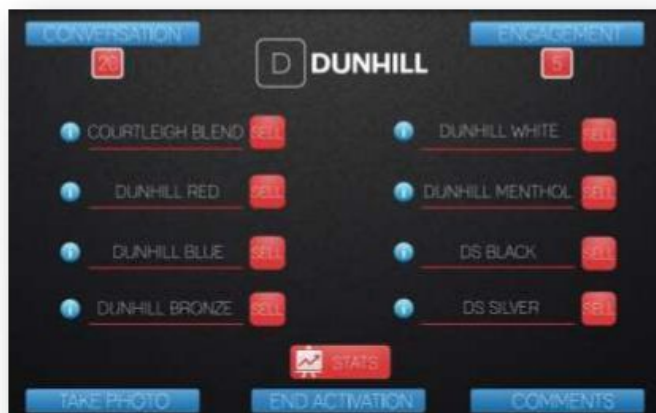 CONVERSATION ENGAGEMENT
20 D DUNHILL 5
COURTLEIGH BLEND SELL DUNHILL WHITE SELL
DUNHILL RED SELL DUNHILL MENTHOL SELL
DUNHILL BLUE SELL DS BLACK SELL
DUNHILL BRONZE SELL DS SILVER SELL
STATS
TAKE PHOTO END ACTIVATION COMMENTS